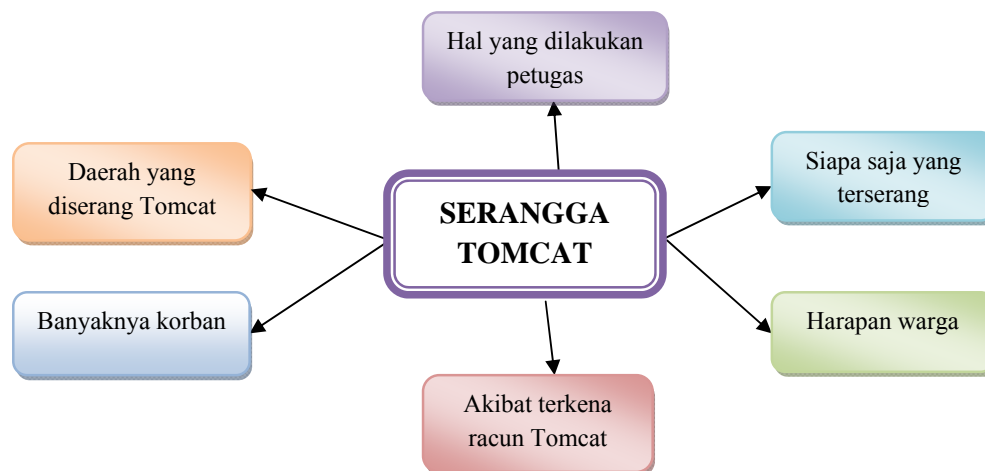 Hal yang dilakukan
petugas
Daerah yang
diserang Tomcat
Siapa saja yang
terserang
SERANGGA
TOMCAT
Banyaknya korban
Harapan warga
Akibat terkena
racun Tomcat